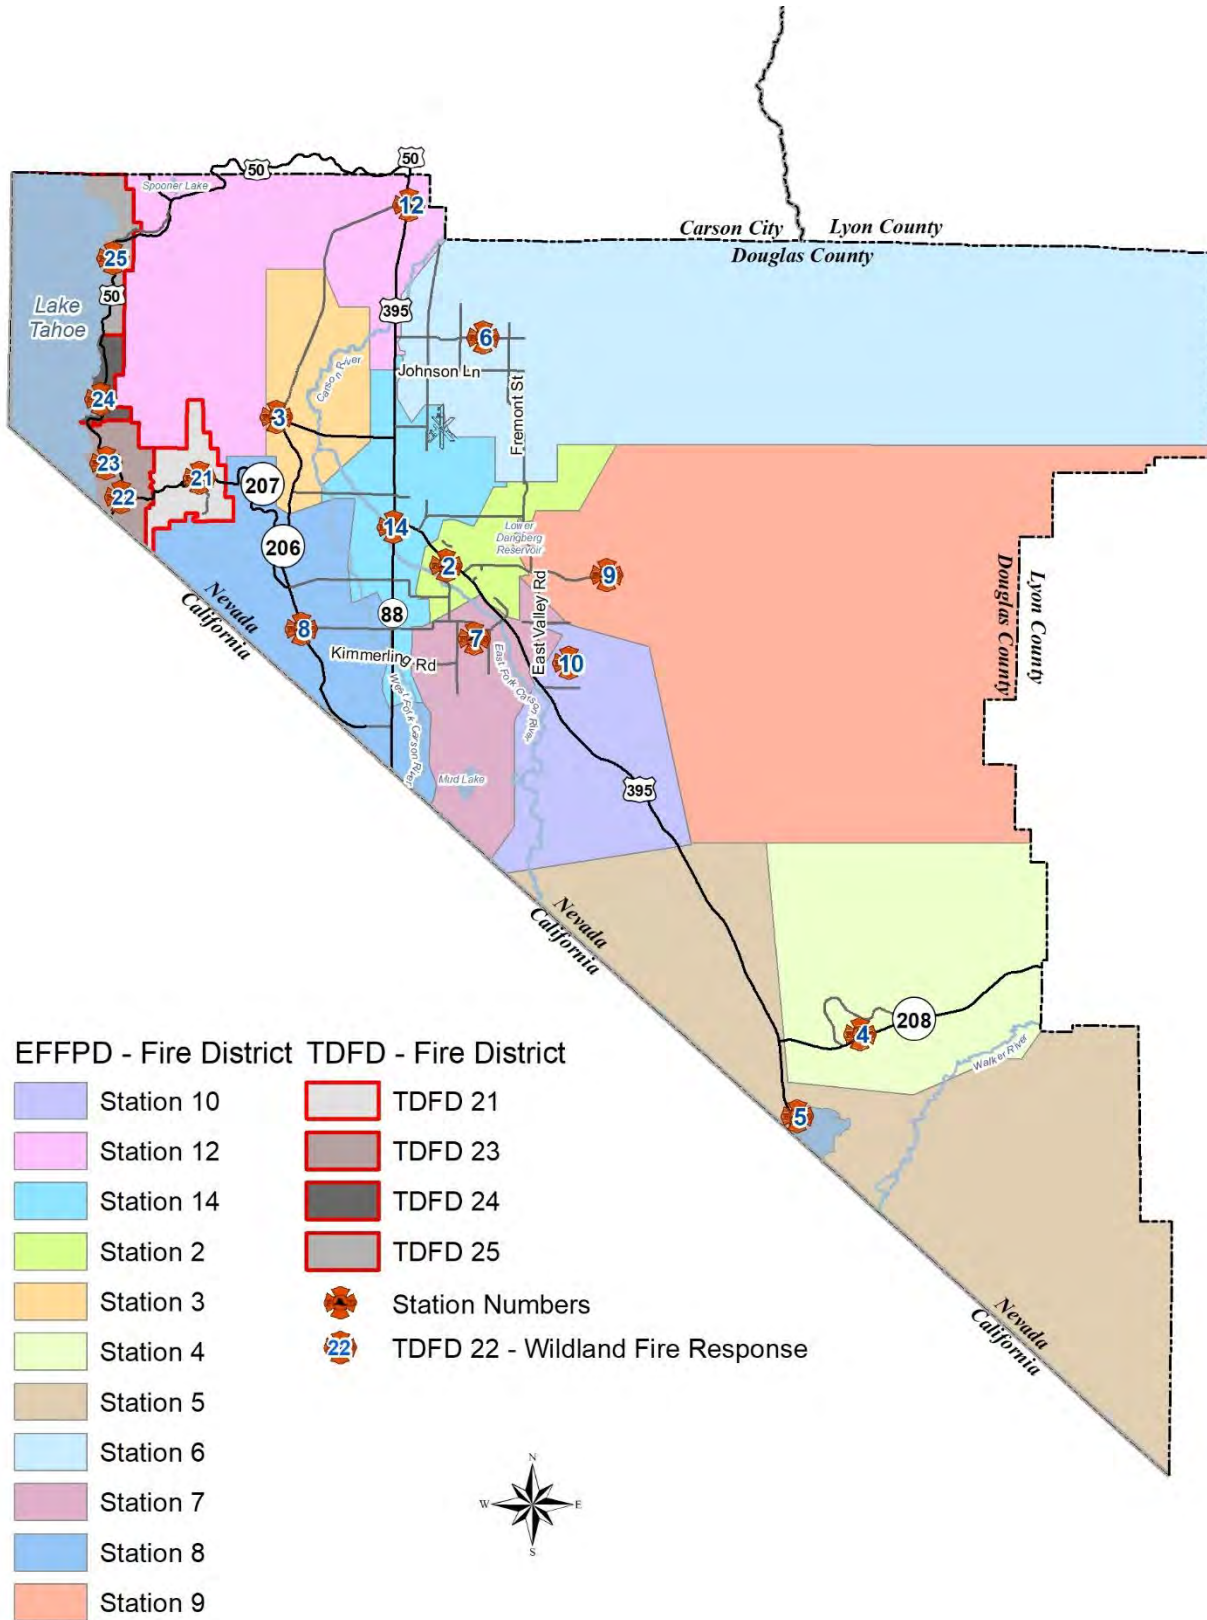 50
50
Spooner Lake
12
Carson City
Lyon County
Douglas County
25
50
Lake
Tahoe
395
6
Carson River
Johnson Ln
Fremont St
24
3
23
21
207
22
14
Lower
Dangberg
Reservoir
206
2
9
East Valley Rd
Douglas County
Lyon County
Nevada
California
88
8
7
Kimmerling Rd
10
East Fork Carson River
West Fork Carson River
Mud Lake
395
Nevada
California
208
4
Walker River
5
EFFPD - Fire District
Station 10
Station 12
Station 14
Station 2
Station 3
Station 4
Station 5
Station 6
Station 7
Station 8
Station 9
TDFD - Fire District
TDFD 21
TDFD 23
TDFD 24
TDFD 25
Station Numbers
22
TDFD 22 - Wildland Fire Response
Nevada
California
N
W
E
S